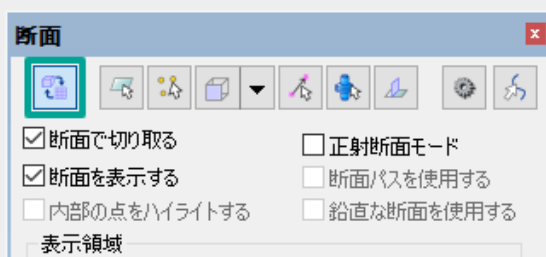 断面
断面で切り取る
正射断面モード
断面を表示する
断面パスを使用する
内部の点をハイライトする
鉛直な断面を使用する
表示領域